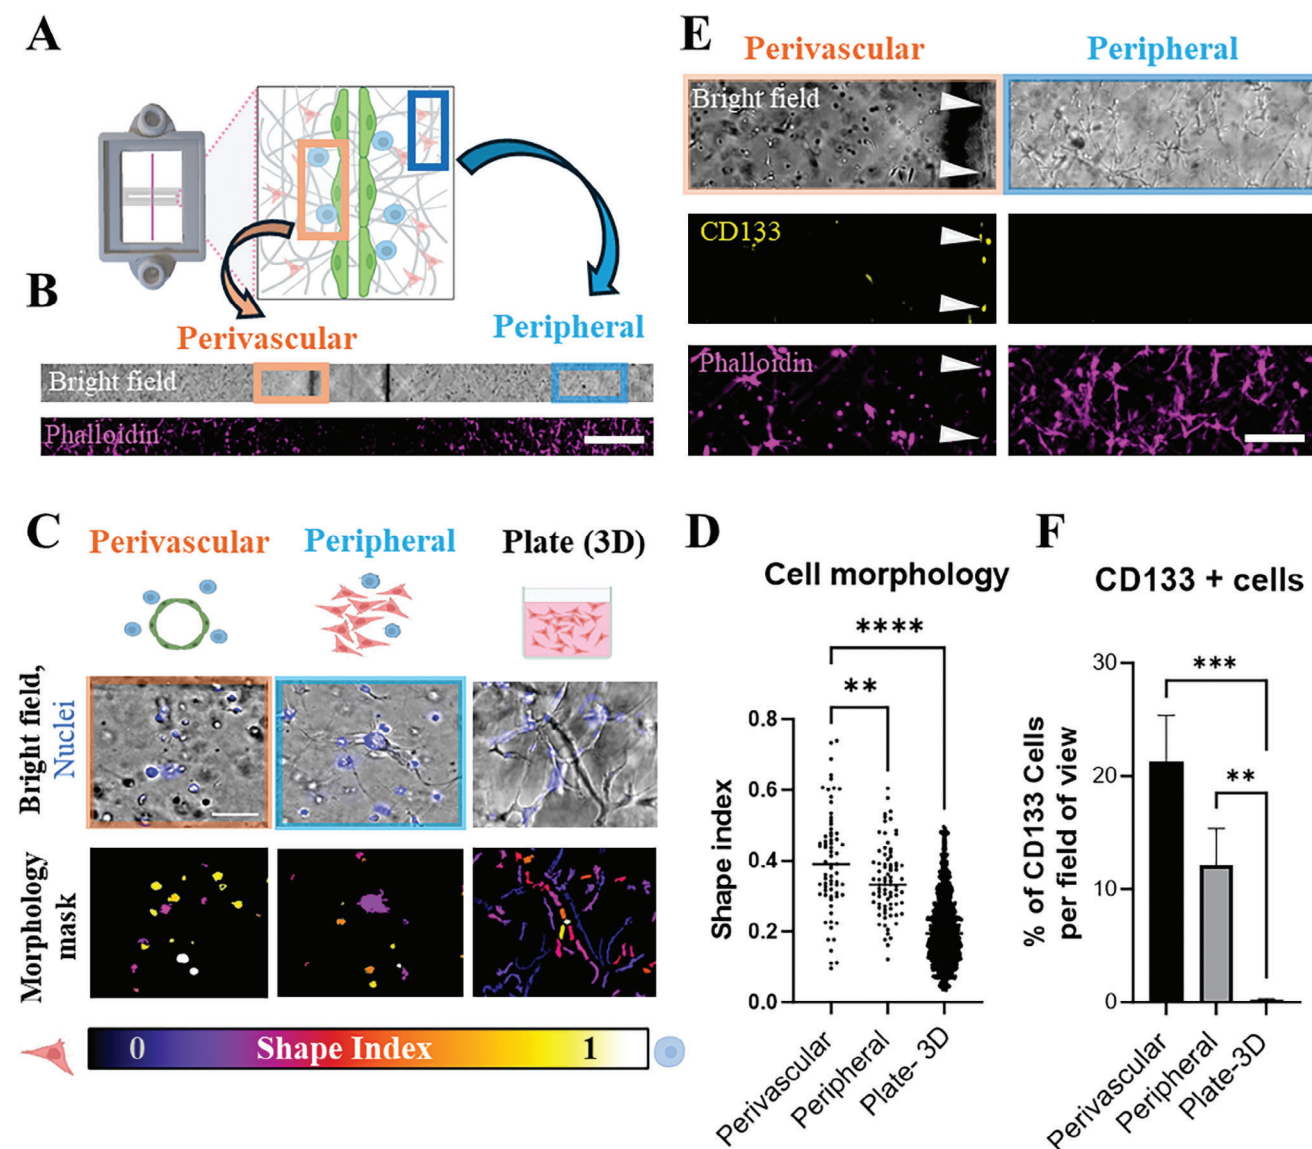 A
B
Perivascular
Peripheral
Bright field
Phalloidin
C
Perivascular
Peripheral
Plate (3D)
Bright field,
Nuclei
Morphology
mask
0
Shape Index
1
E
Perivascular
Peripheral
Bright field
CD133
Phalloidin
D
Cell morphology
****
**
Shape index
0.8
0.6
0.4
0.2
0.0
Perivascular
Peripheral
Plate- 3D
F
CD133 + cells
***
**
% of CD133 Cells
per field of view
30
20
10
0
Perivascular
Peripheral
Plate-3D